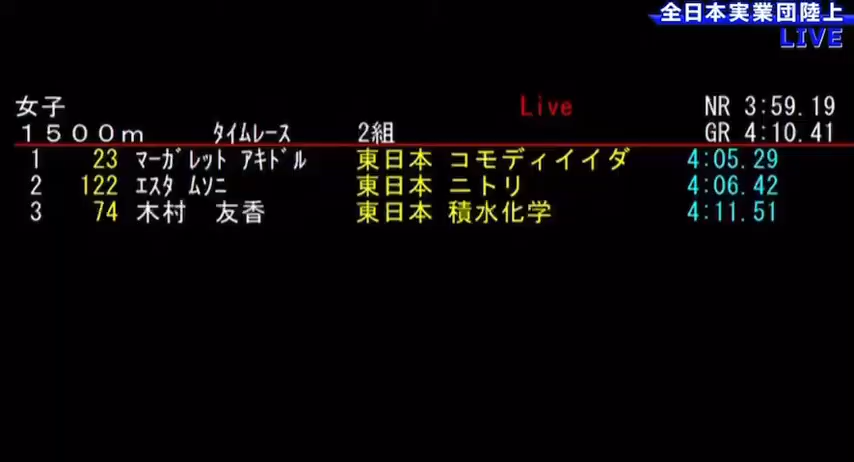 全日本実業団陸上
LIVE
女子 Live NR 3:59.19
1500m ﾀｲﾑﾚｰｽ 2組 GR 4:10.41
1 23 ﾏｰｶﾞﾚｯﾄ ｱｷﾄﾞﾙ 東日本 コモディイイダ 4:05.29
2 122 ｴｽﾀ ﾑｿﾆ 東日本 ニトリ 4:06.42
3 74 木村 友香 東日本 積水化学 4:11.51